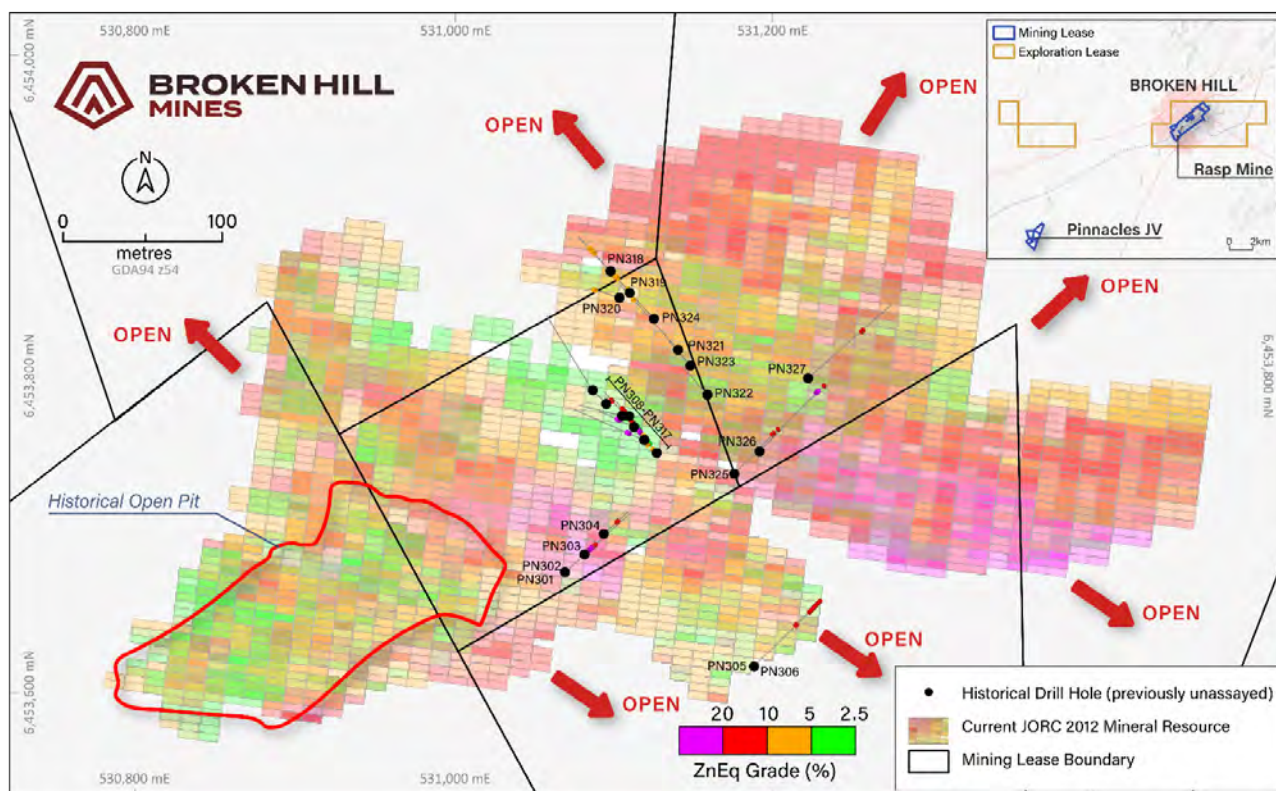 530,800 mE
531,000 mE
531,200 mE
6,454,000 mN
BROKEN HILL
MINES
N
0
100
metres
GDA94 z54
Mining Lease
Exploration Lease
BROKEN HILL
Rasp Mine
Pinnacles JV
0
2km
OPEN
OPEN
OPEN
OPEN
6,453,800 mN
6,453,800 mN
PN318
PN319
PN320
PN324
PN321
PN323
PN322
PN327
PN308-PN317
PN326
PN325
Historical Open Pit
PN304
PN303
PN302
PN301
OPEN
OPEN
OPEN
PN305
PN306
6,453,600 mN
20
10
5
2.5
ZnEq Grade (%)
Historical Drill Hole (previously unassayed)
Current JORC 2012 Mineral Resource
Mining Lease Boundary
530,800 mE
531,000 mE